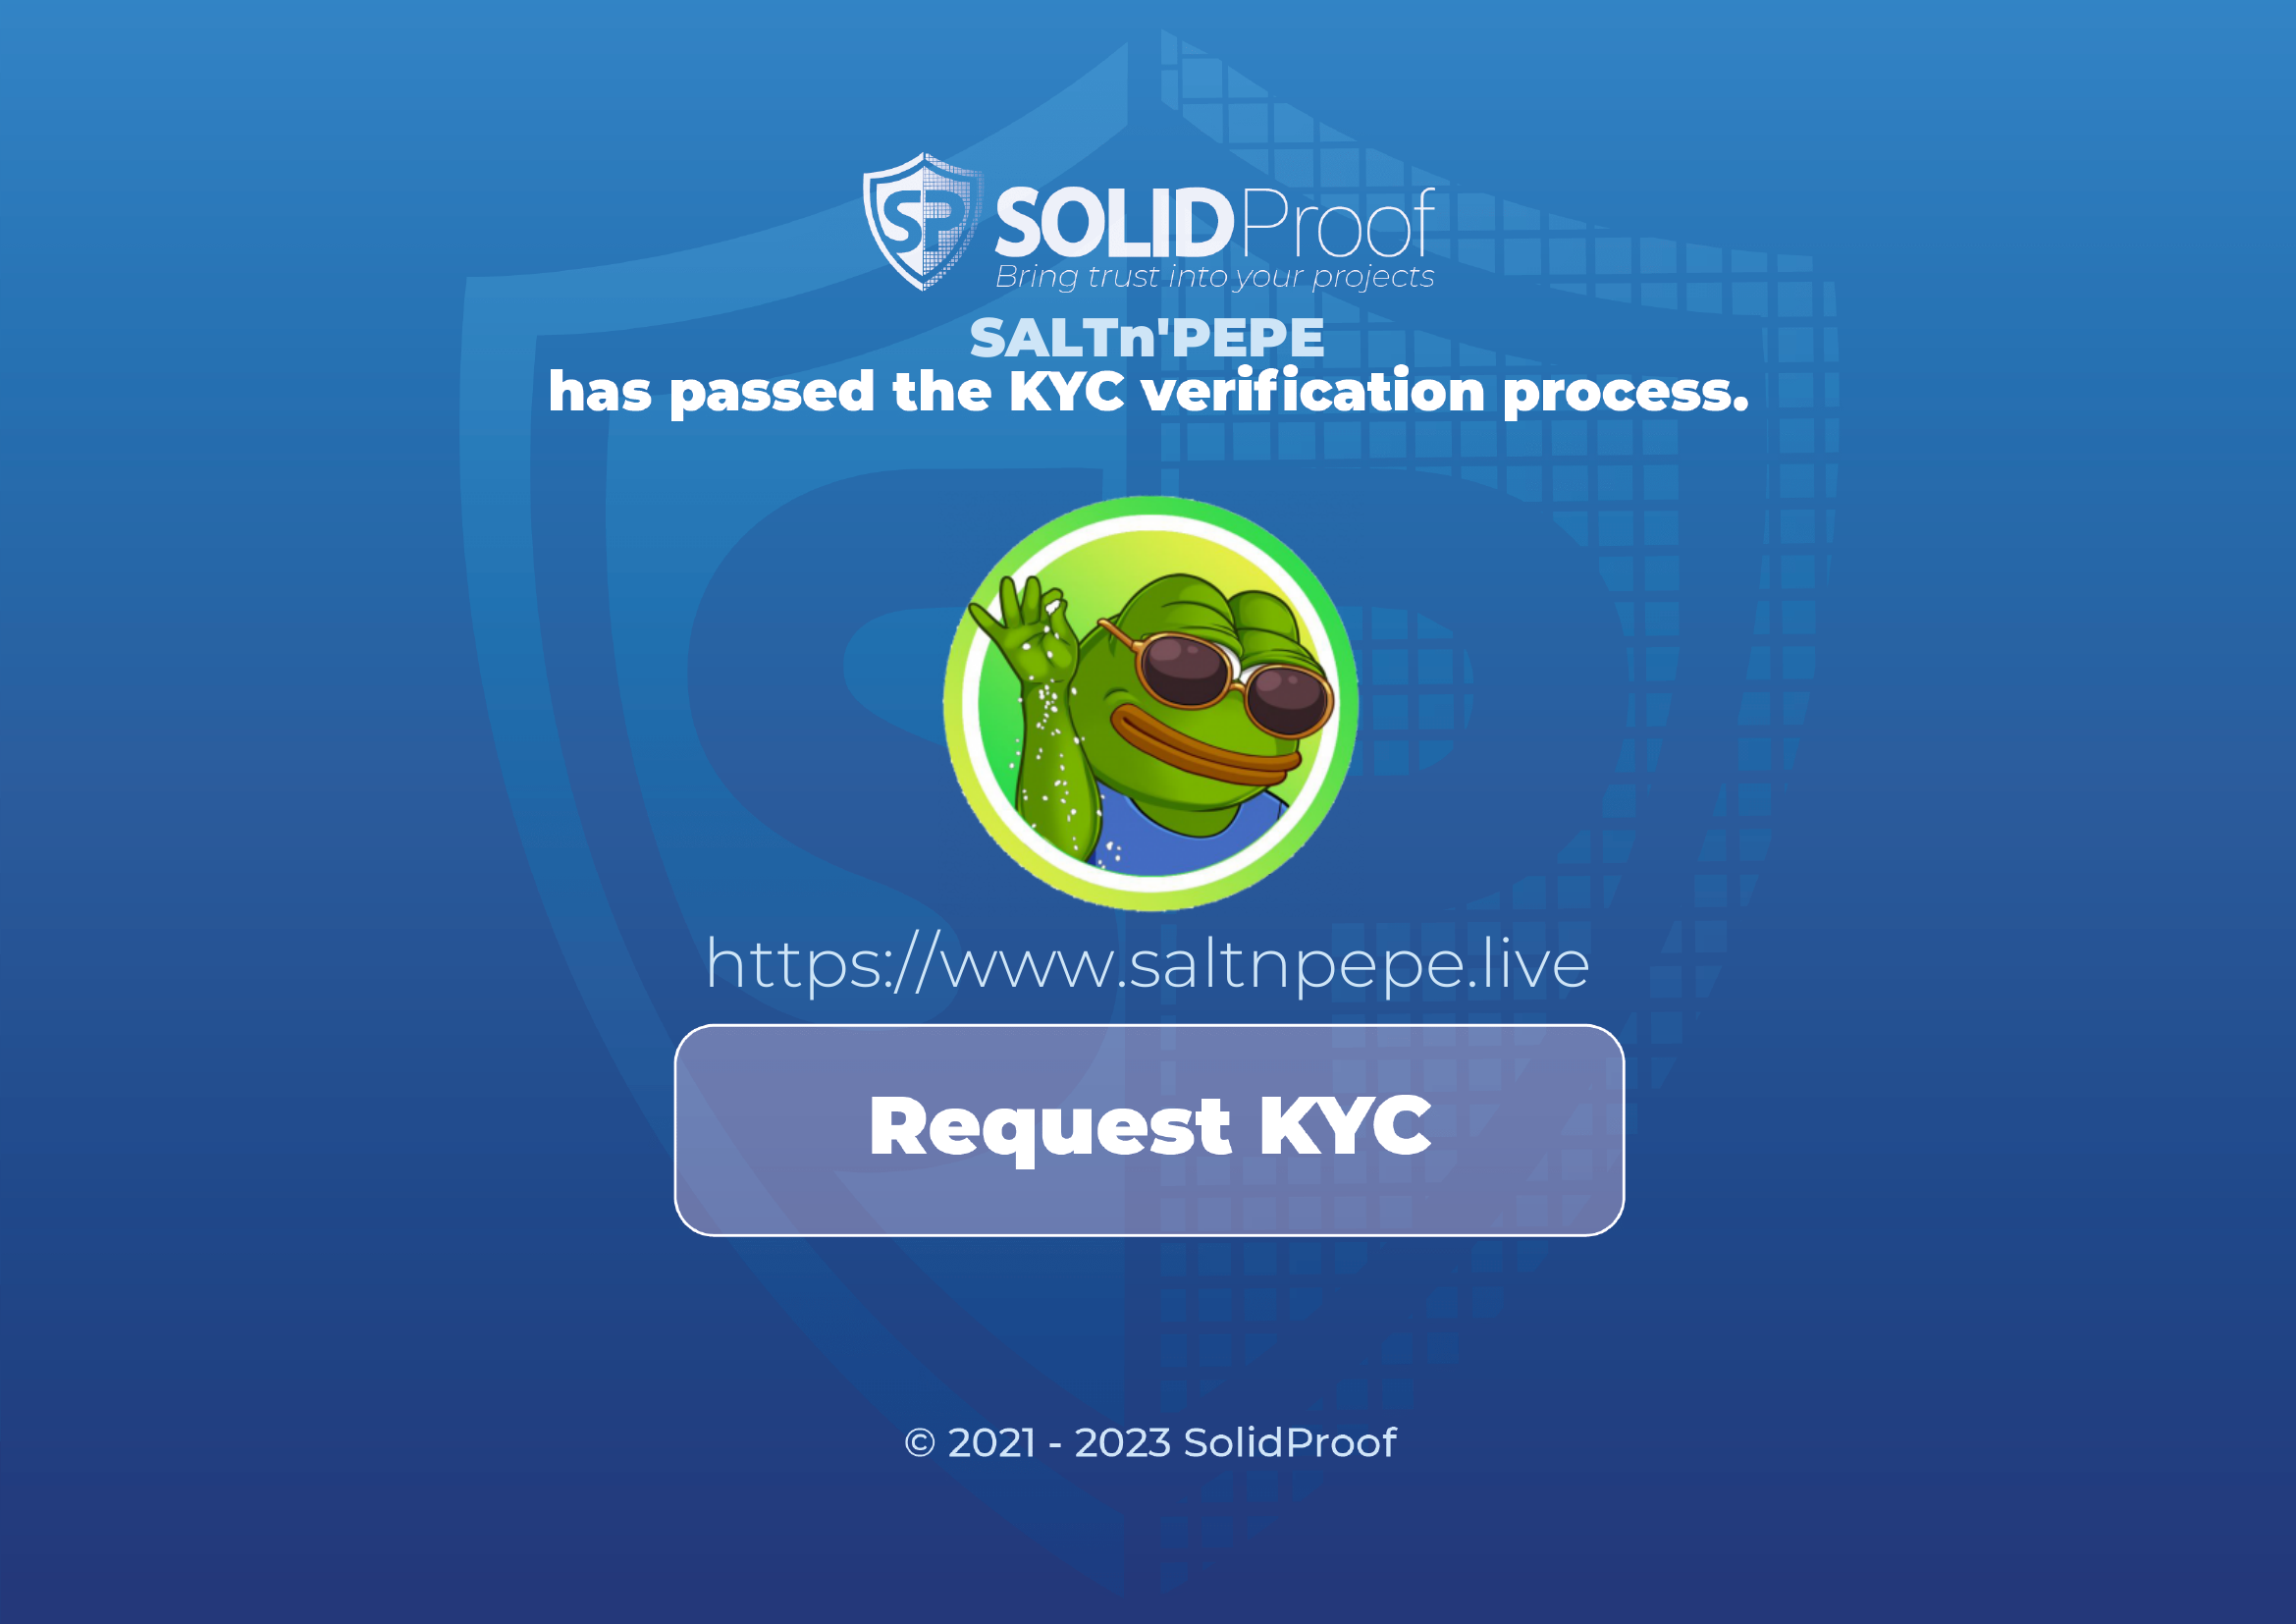 SP SOLIDProof
Bring trust into your projects
SALTn'PEPE
has passed the KYC verification process.
https://www.saltnpepe.live
Request KYC
© 2021 - 2023 SolidProof